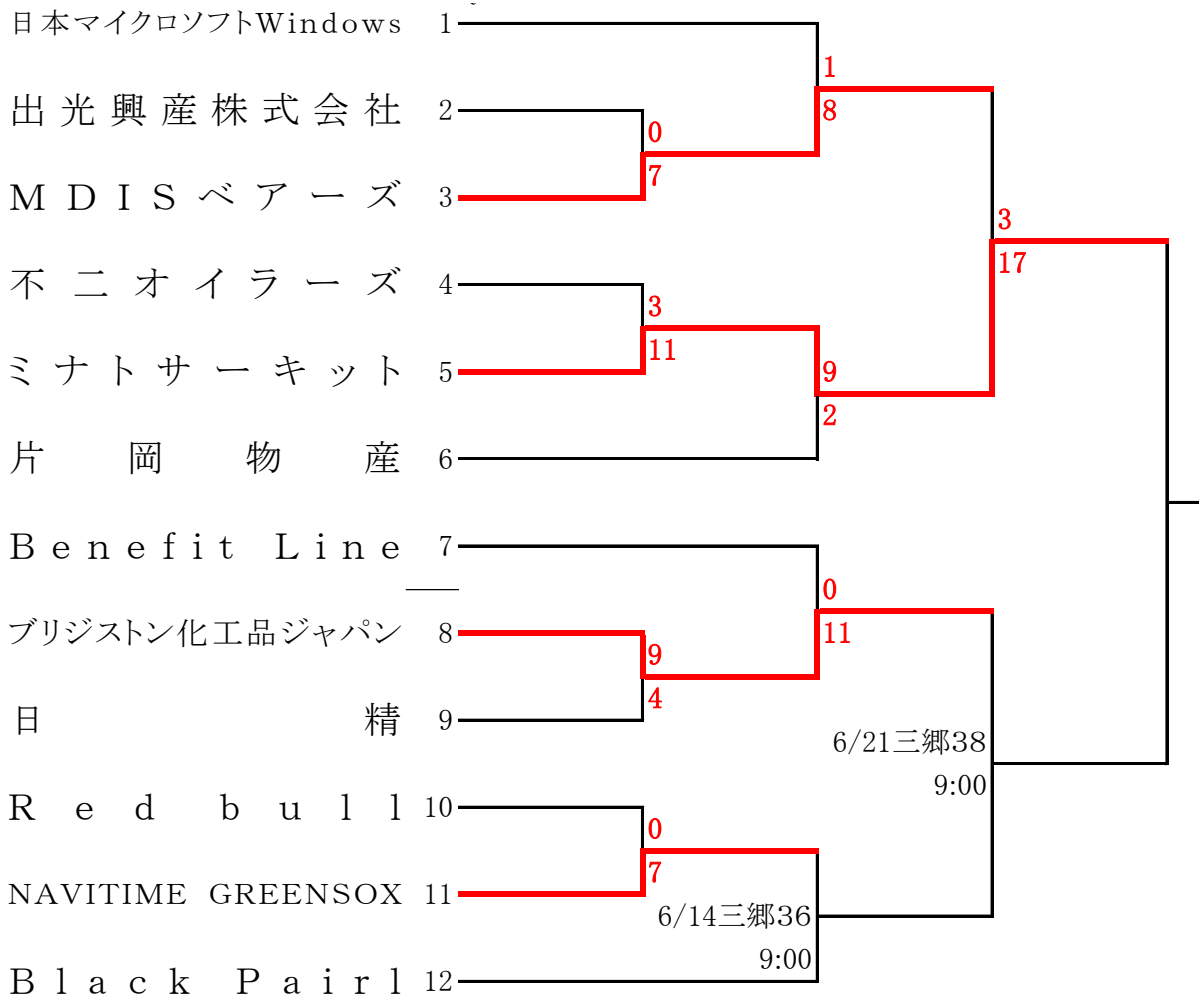 日本マイクロソフトWindows 1
1
出光興産株式会社 2
8
0
MDISベアーズ 3
7
3
17
不二オイラーズ 4
3
ミナトサーキット 5
11
9
2
片岡物産 6
Benefit Line 7
0
ブリジストン化工品ジャパン 8
11
9
4
日精 9
6/21三郷38
9:00
Red bull 10
0
7
NAVITIME GREENSOX 11
6/14三郷36
9:00
Black Pairl 12